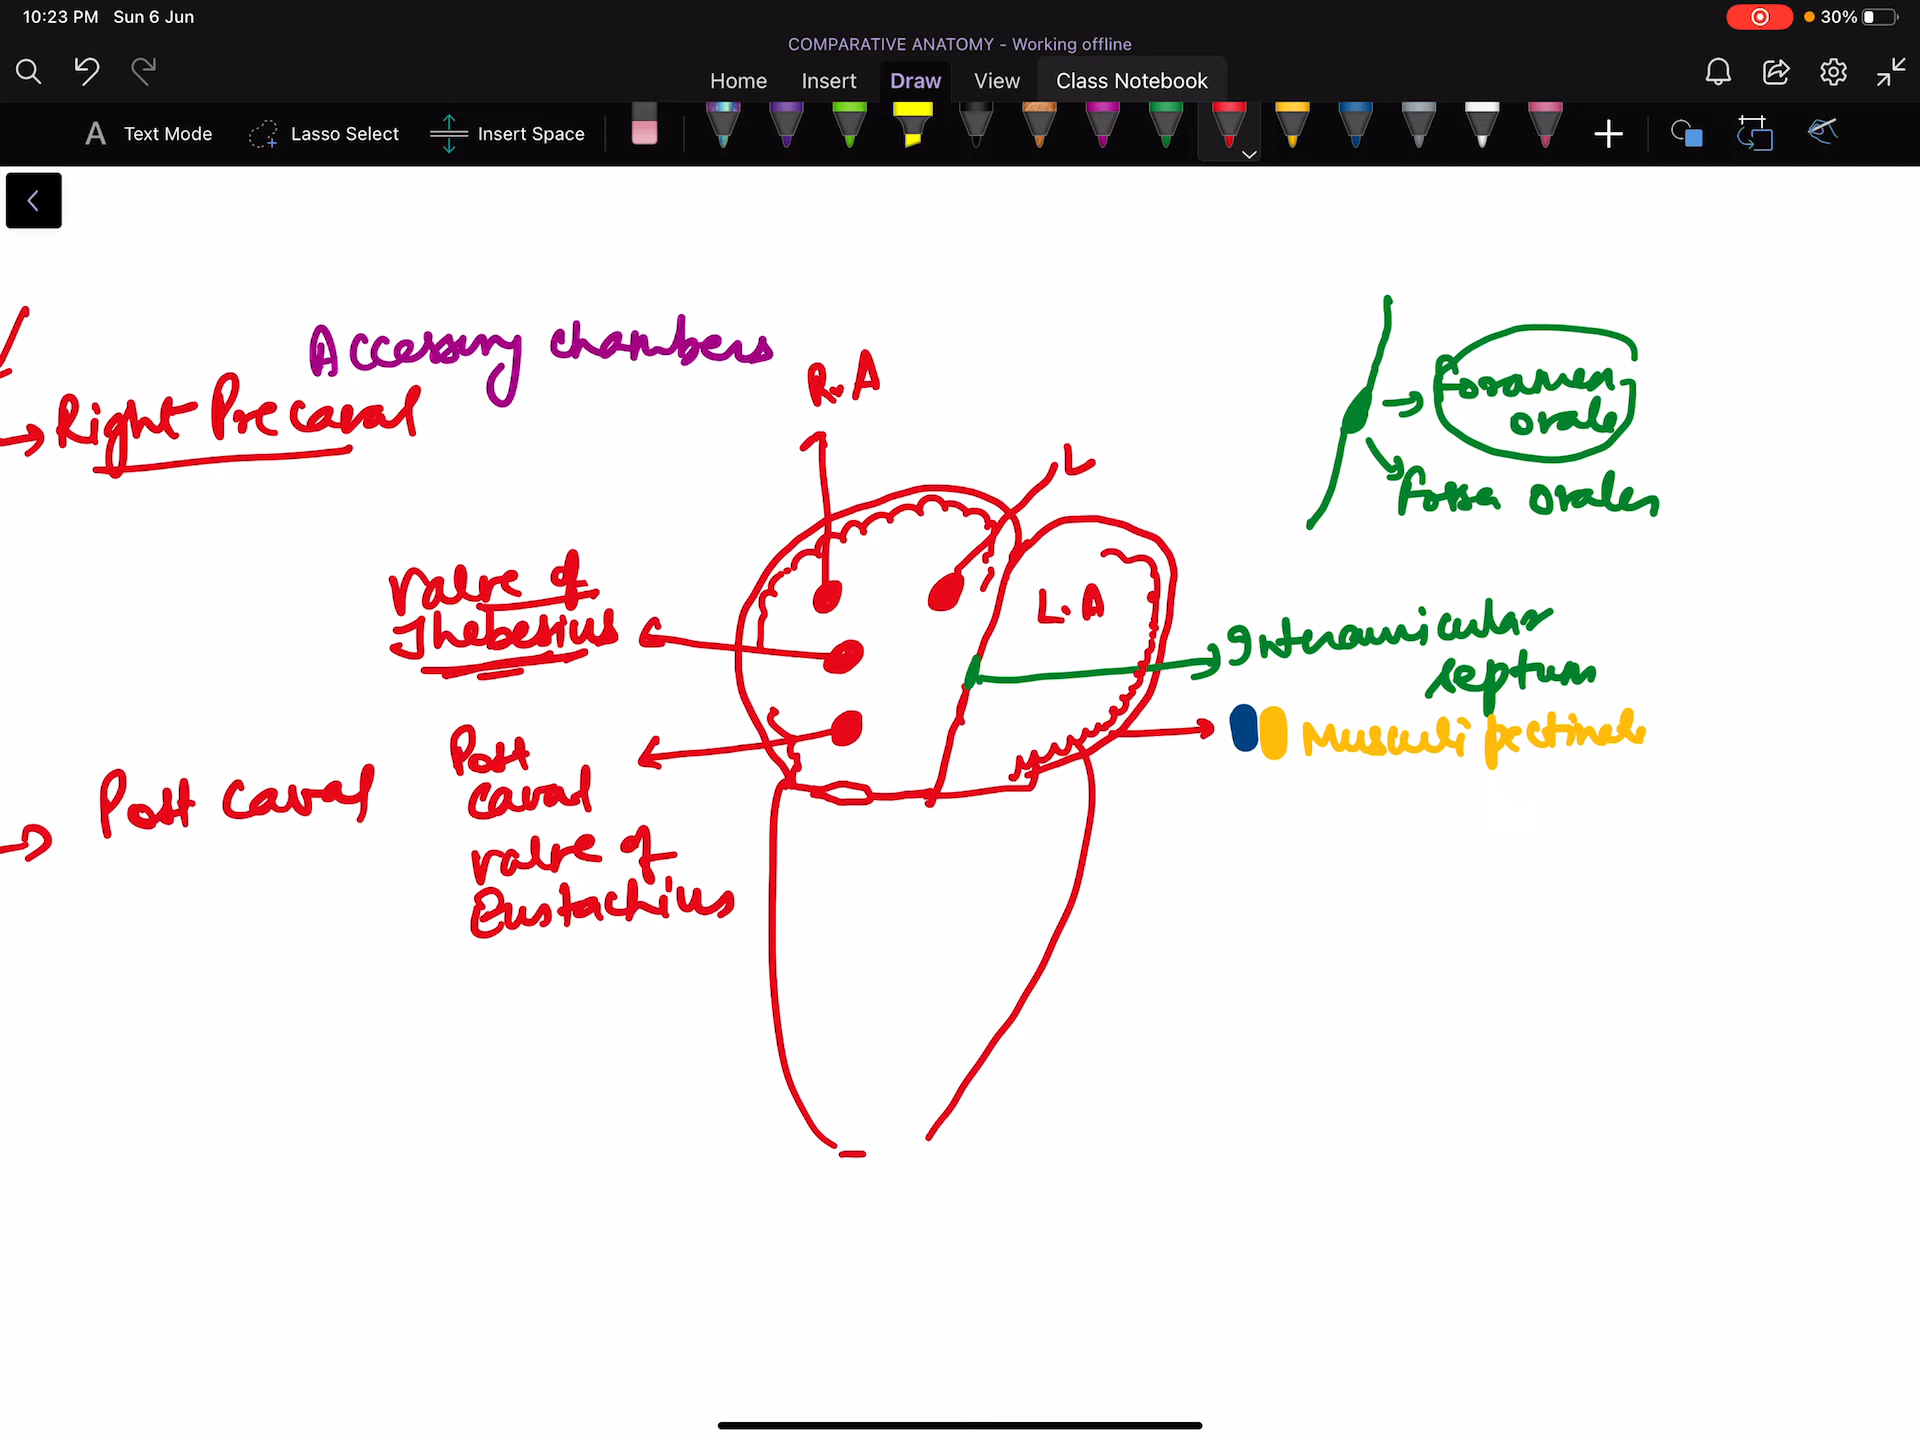 10:23 PM Sun 6 Jun
30%
COMPARATIVE ANATOMY - Working offline
Home Insert Draw View Class Notebook
A Text Mode Lasso Select Insert Space
Accessory chambers
Right Precaval
R.A
L
Foramen
ovale
Fossa ovales
Valve of
Thebesius
L.A
Interauricular
septum
Musculi pectinate
Post caval
Post
caval
valve of
Eustachius